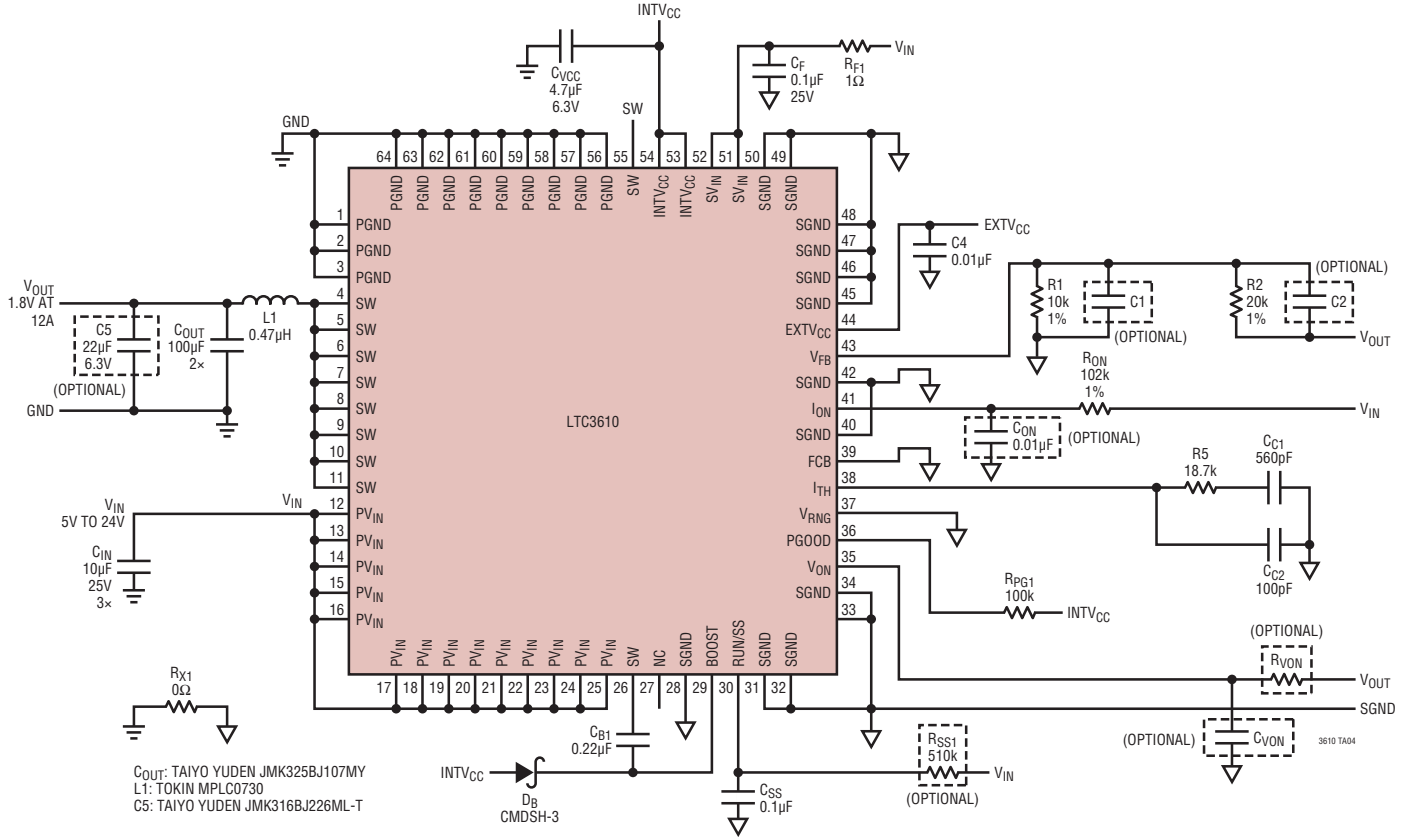 INTVCC
CVCC
4.7µF
6.3V
CF
0.1µF
25V
RF1
1Ω
VIN
SW
GND
64 63 62 61 60 59 58 57 56 55 54 53 52 51 50 49
PGND PGND PGND PGND PGND PGND PGND PGND PGND SW INTVCC INTVCC SVIN SVIN SGND SGND
1 PGND
2 PGND
3 PGND
4 SW
5 SW
6 SW
7 SW
8 SW
9 SW
10 SW
11 SW
12 PVIN
13 PVIN
14 PVIN
15 PVIN
16 PVIN
LTC3610
SGND 48
SGND 47
SGND 46
SGND 45
EXTVCC 44
VFB 43
SGND 42
ION 41
SGND 40
FCB 39
ITH 38
VRNG 37
PGOOD 36
VON 35
SGND 34
33
PVIN PVIN PVIN PVIN PVIN PVIN PVIN PVIN PVIN SW NC SGND BOOST RUN/SS SGND SGND
17 18 19 20 21 22 23 24 25 26 27 28 29 30 31 32
VOUT
1.8V AT
12A
C5
22µF
6.3V
(OPTIONAL)
COUT
100µF
2×
L1
0.47µH
GND
VIN
5V TO 24V
VIN
CIN
10µF
25V
3×
RX1
0Ω
COUT: TAIYO YUDEN JMK325BJ107MY
L1: TOKIN MPLC0730
C5: TAIYO YUDEN JMK316BJ226ML-T
CB1
0.22µF
INTVCC
DB
CMDSH-3
CSS
0.1µF
RSS1
510k
(OPTIONAL)
VIN
EXTVCC
C4
0.01µF
R1
10k
1%
C1
(OPTIONAL)
R2
20k
1%
(OPTIONAL)
C2
VOUT
RON
102k
1%
VIN
CON
0.01µF
(OPTIONAL)
R5
18.7k
CC1
560pF
CC2
100pF
RPG1
100k
INTVCC
(OPTIONAL)
RVON
VOUT
SGND
(OPTIONAL)
CVON
3610 TA04